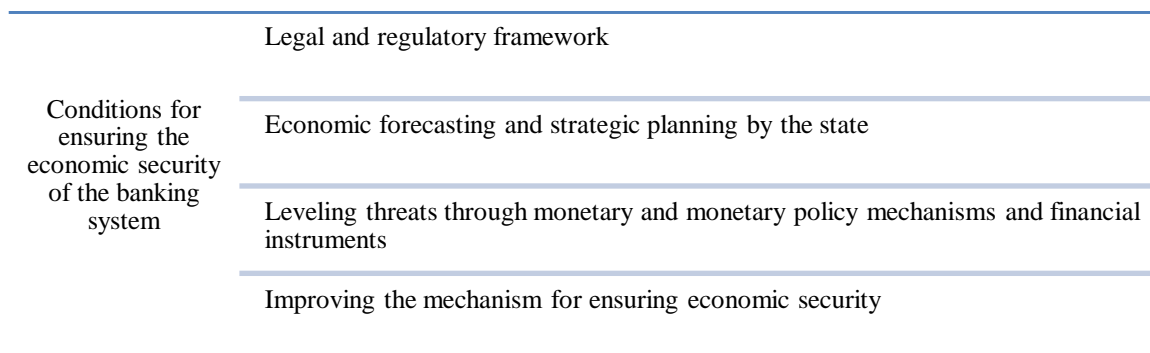 Conditions for
ensuring the
economic security
of the banking
system
Legal and regulatory framework
Economic forecasting and strategic planning by the state
Leveling threats through monetary and monetary policy mechanisms and financial
instruments
Improving the mechanism for ensuring economic security